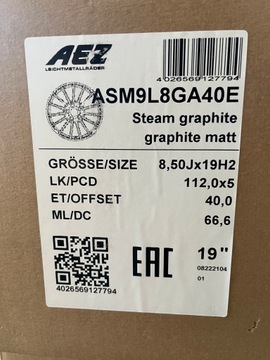 AEZ
LEICHTMETALLRÄDER
4026569127794
ASM9L8GA40E
Steam graphite
graphite matt
GRÖSSE/SIZE 8,50Jx19H2
LK/PCD 112,0x5
ET/OFFSET 40,0
ML/DC 66,6
4026569127794
EAC
19"
08222104
01